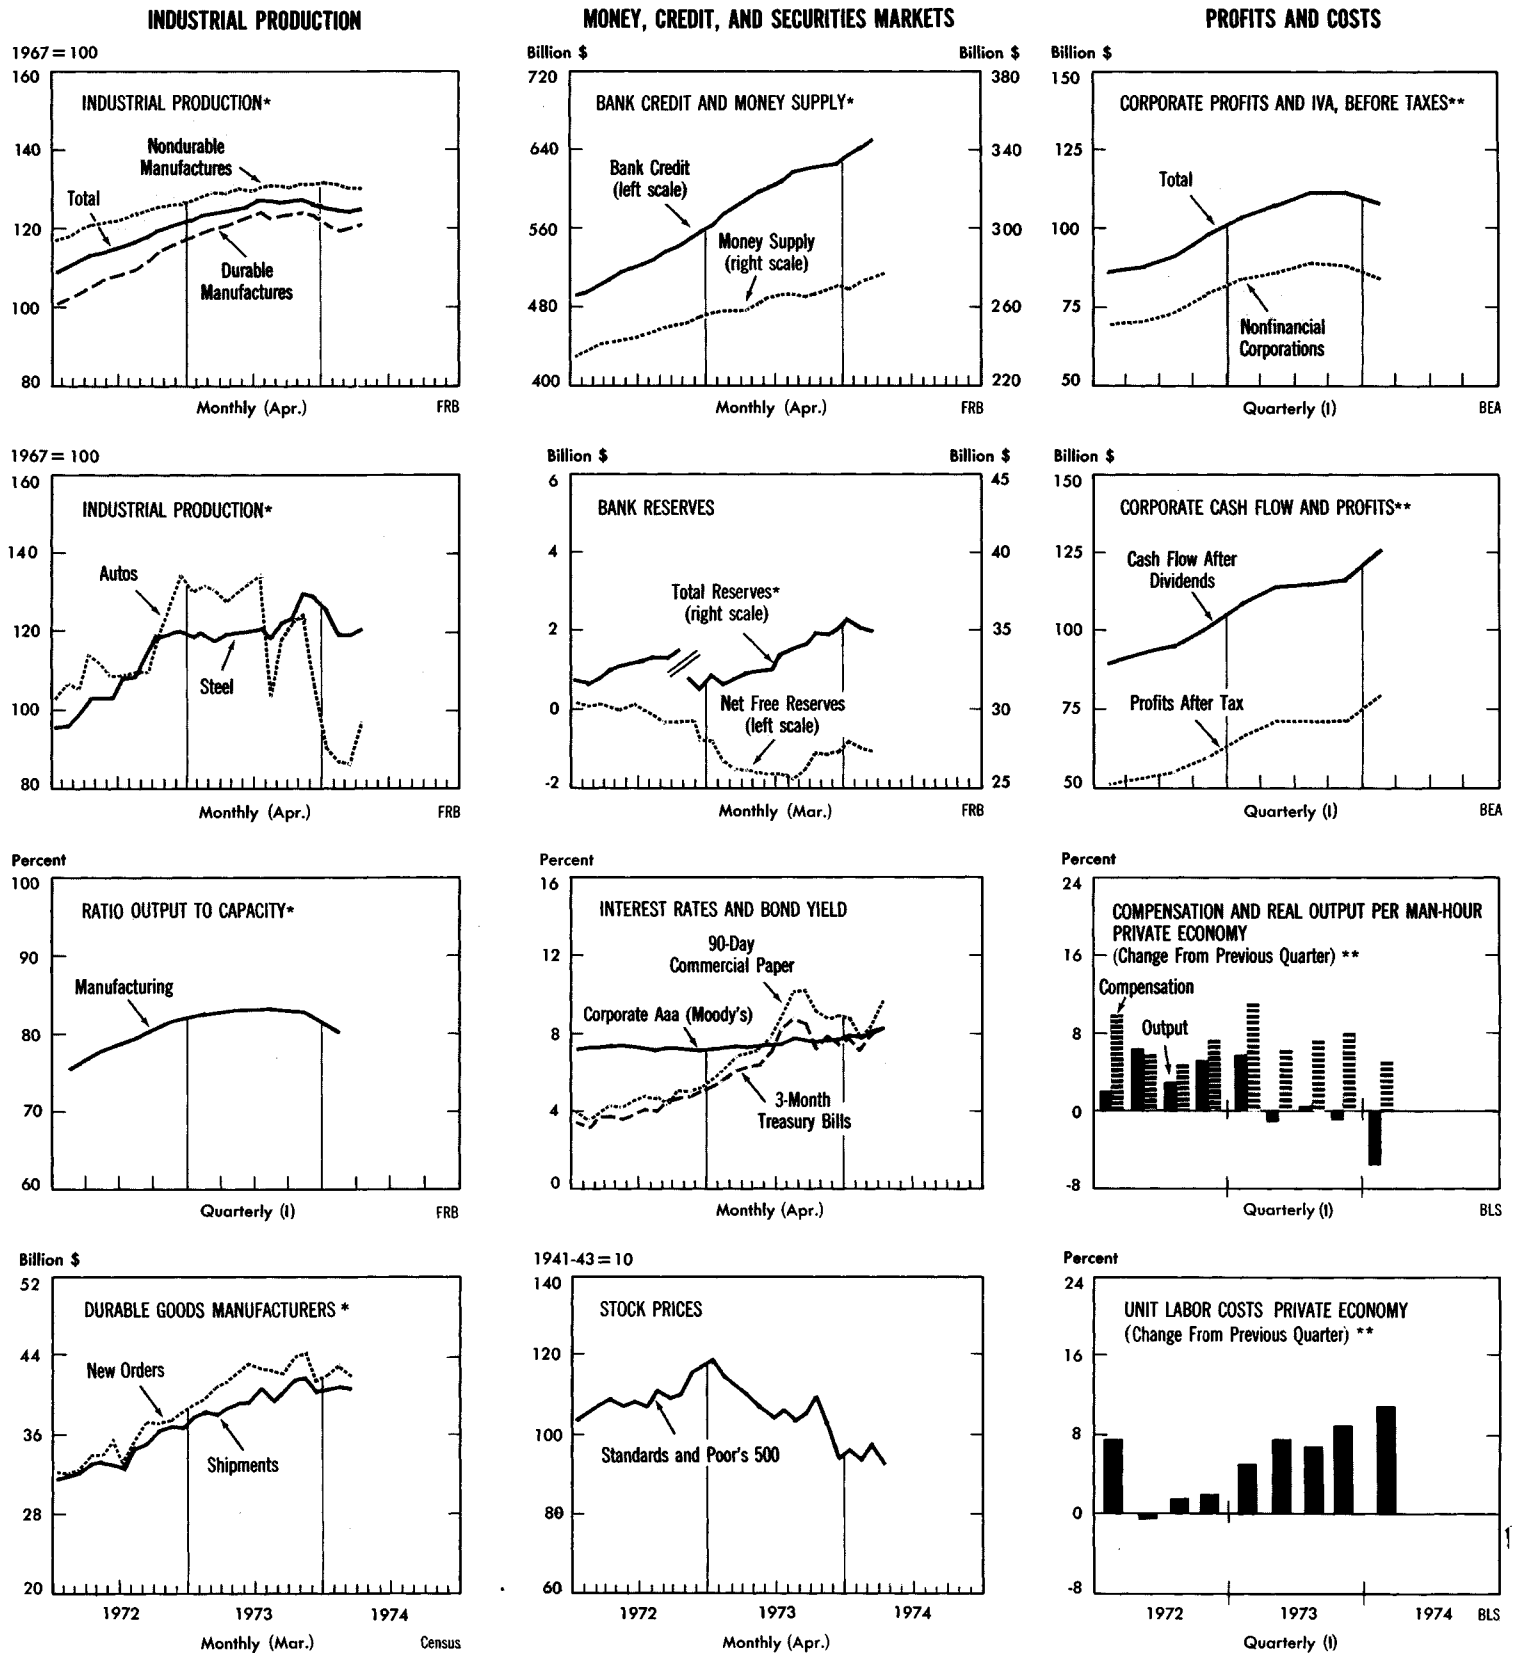 INDUSTRIAL PRODUCTION
1967 = 100
160
140
120
100
80
INDUSTRIAL PRODUCTION*
Nondurable
Manufactures
Total
Durable
Manufactures
Monthly (Apr.)
FRB
1967 = 100
160
140
120
100
80
INDUSTRIAL PRODUCTION*
Autos
Steel
Monthly (Apr.)
FRB
Percent
100
90
80
70
60
RATIO OUTPUT TO CAPACITY*
Manufacturing
Quarterly (I)
FRB
Billion $
52
44
36
28
20
DURABLE GOODS MANUFACTURERS *
New Orders
Shipments
1972
1973
1974
Monthly (Mar.)
Census
MONEY, CREDIT, AND SECURITIES MARKETS
Billion $
Billion $
720
640
560
480
400
380
340
300
260
220
BANK CREDIT AND MONEY SUPPLY*
Bank Credit
(left scale)
Money Supply
(right scale)
Monthly (Apr.)
FRB
Billion $
Billion $
6
4
2
0
-2
45
40
35
30
25
BANK RESERVES
Total Reserves*
(right scale)
Net Free Reserves
(left scale)
Monthly (Mar.)
FRB
Percent
16
12
8
4
0
INTEREST RATES AND BOND YIELD
90-Day
Commercial Paper
Corporate Aaa (Moody's)
3-Month
Treasury Bills
Monthly (Apr.)
1941-43 = 10
140
120
100
80
60
STOCK PRICES
Standards and Poor's 500
1972
1973
1974
Monthly (Apr.)
PROFITS AND COSTS
Billion $
150
125
100
75
50
CORPORATE PROFITS AND IVA, BEFORE TAXES**
Total
Nonfinancial
Corporations
Quarterly (I)
BEA
Billion $
150
125
100
75
50
CORPORATE CASH FLOW AND PROFITS**
Cash Flow After
Dividends
Profits After Tax
Quarterly (I)
BEA
Percent
24
16
8
0
-8
COMPENSATION AND REAL OUTPUT PER MAN-HOUR
PRIVATE ECONOMY
(Change From Previous Quarter) **
Compensation
Output
Quarterly (I)
BLS
Percent
24
16
8
0
-8
UNIT LABOR COSTS PRIVATE ECONOMY
(Change From Previous Quarter) **
1972
1973
1974
BLS
Quarterly (I)